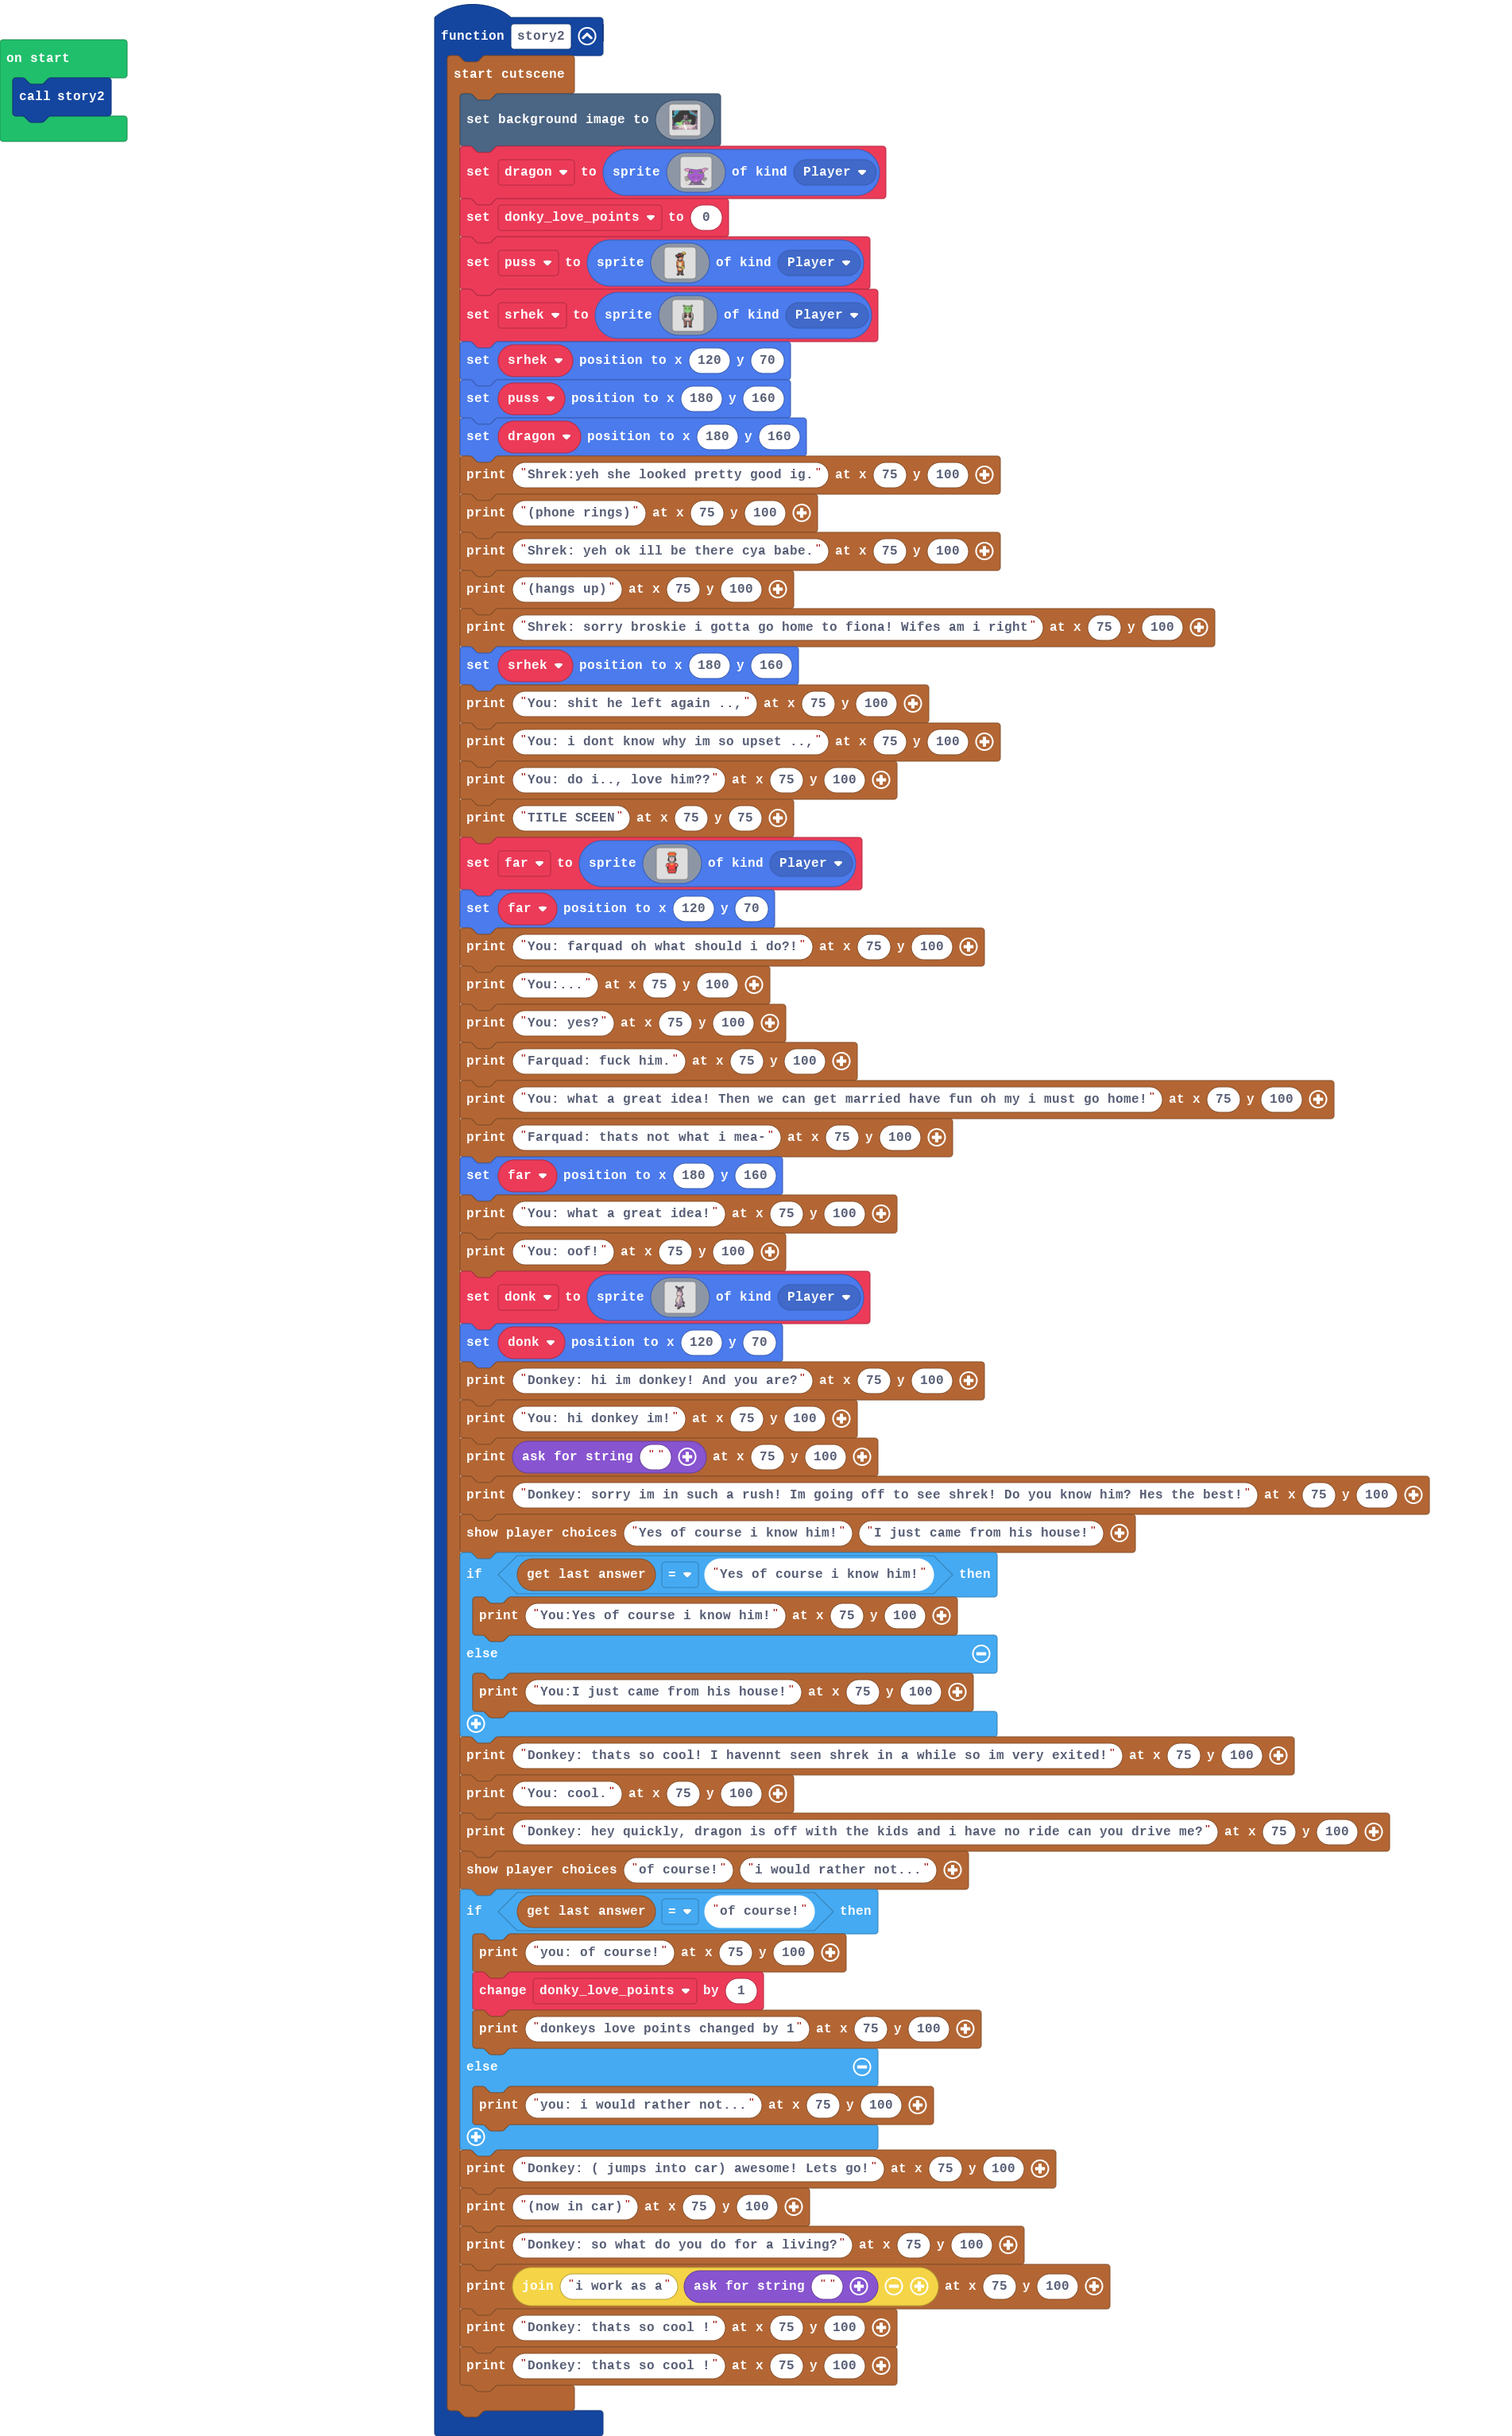 on start
call story2
function story2
start cutscene
set background image to
set dragon to sprite of kind Player
set donky_love_points to 0
set puss to sprite of kind Player
set srhek to sprite of kind Player
set srhek position to x 120 y 70
set puss position to x 180 y 160
set dragon position to x 180 y 160
print "Shrek:yeh she looked pretty good ig." at x 75 y 100
print "(phone rings)" at x 75 y 100
print "Shrek: yeh ok ill be there cya babe." at x 75 y 100
print "(hangs up)" at x 75 y 100
print "Shrek: sorry broskie i gotta go home to fiona! Wifes am i right" at x 75 y 100
set srhek position to x 180 y 160
print "You: shit he left again ..," at x 75 y 100
print "You: i dont know why im so upset ..," at x 75 y 100
print "You: do i.., love him??" at x 75 y 100
print "TITLE SCEEN" at x 75 y 75
set far to sprite of kind Player
set far position to x 120 y 70
print "You: farquad oh what should i do?!" at x 75 y 100
print "You:..." at x 75 y 100
print "You: yes?" at x 75 y 100
print "Farquad: fuck him." at x 75 y 100
print "You: what a great idea! Then we can get married have fun oh my i must go home!" at x 75 y 100
print "Farquad: thats not what i mea-" at x 75 y 100
set far position to x 180 y 160
print "You: what a great idea!" at x 75 y 100
print "You: oof!" at x 75 y 100
set donk to sprite of kind Player
set donk position to x 120 y 70
print "Donkey: hi im donkey! And you are?" at x 75 y 100
print "You: hi donkey im!" at x 75 y 100
print ask for string "" at x 75 y 100
print "Donkey: sorry im in such a rush! Im going off to see shrek! Do you know him? Hes the best!" at x 75 y 100
show player choices "Yes of course i know him!" "I just came from his house!"
if get last answer = "Yes of course i know him!" then
print "You:Yes of course i know him!" at x 75 y 100
else
print "You:I just came from his house!" at x 75 y 100
print "Donkey: thats so cool! I havennt seen shrek in a while so im very exited!" at x 75 y 100
print "You: cool." at x 75 y 100
print "Donkey: hey quickly, dragon is off with the kids and i have no ride can you drive me?" at x 75 y 100
show player choices "of course!" "i would rather not..."
if get last answer = "of course!" then
print "you: of course!" at x 75 y 100
change donky_love_points by 1
print "donkeys love points changed by 1" at x 75 y 100
else
print "you: i would rather not..." at x 75 y 100
print "Donkey: ( jumps into car) awesome! Lets go!" at x 75 y 100
print "(now in car)" at x 75 y 100
print "Donkey: so what do you do for a living?" at x 75 y 100
print join "i work as a" ask for string "" at x 75 y 100
print "Donkey: thats so cool !" at x 75 y 100
print "Donkey: thats so cool !" at x 75 y 100